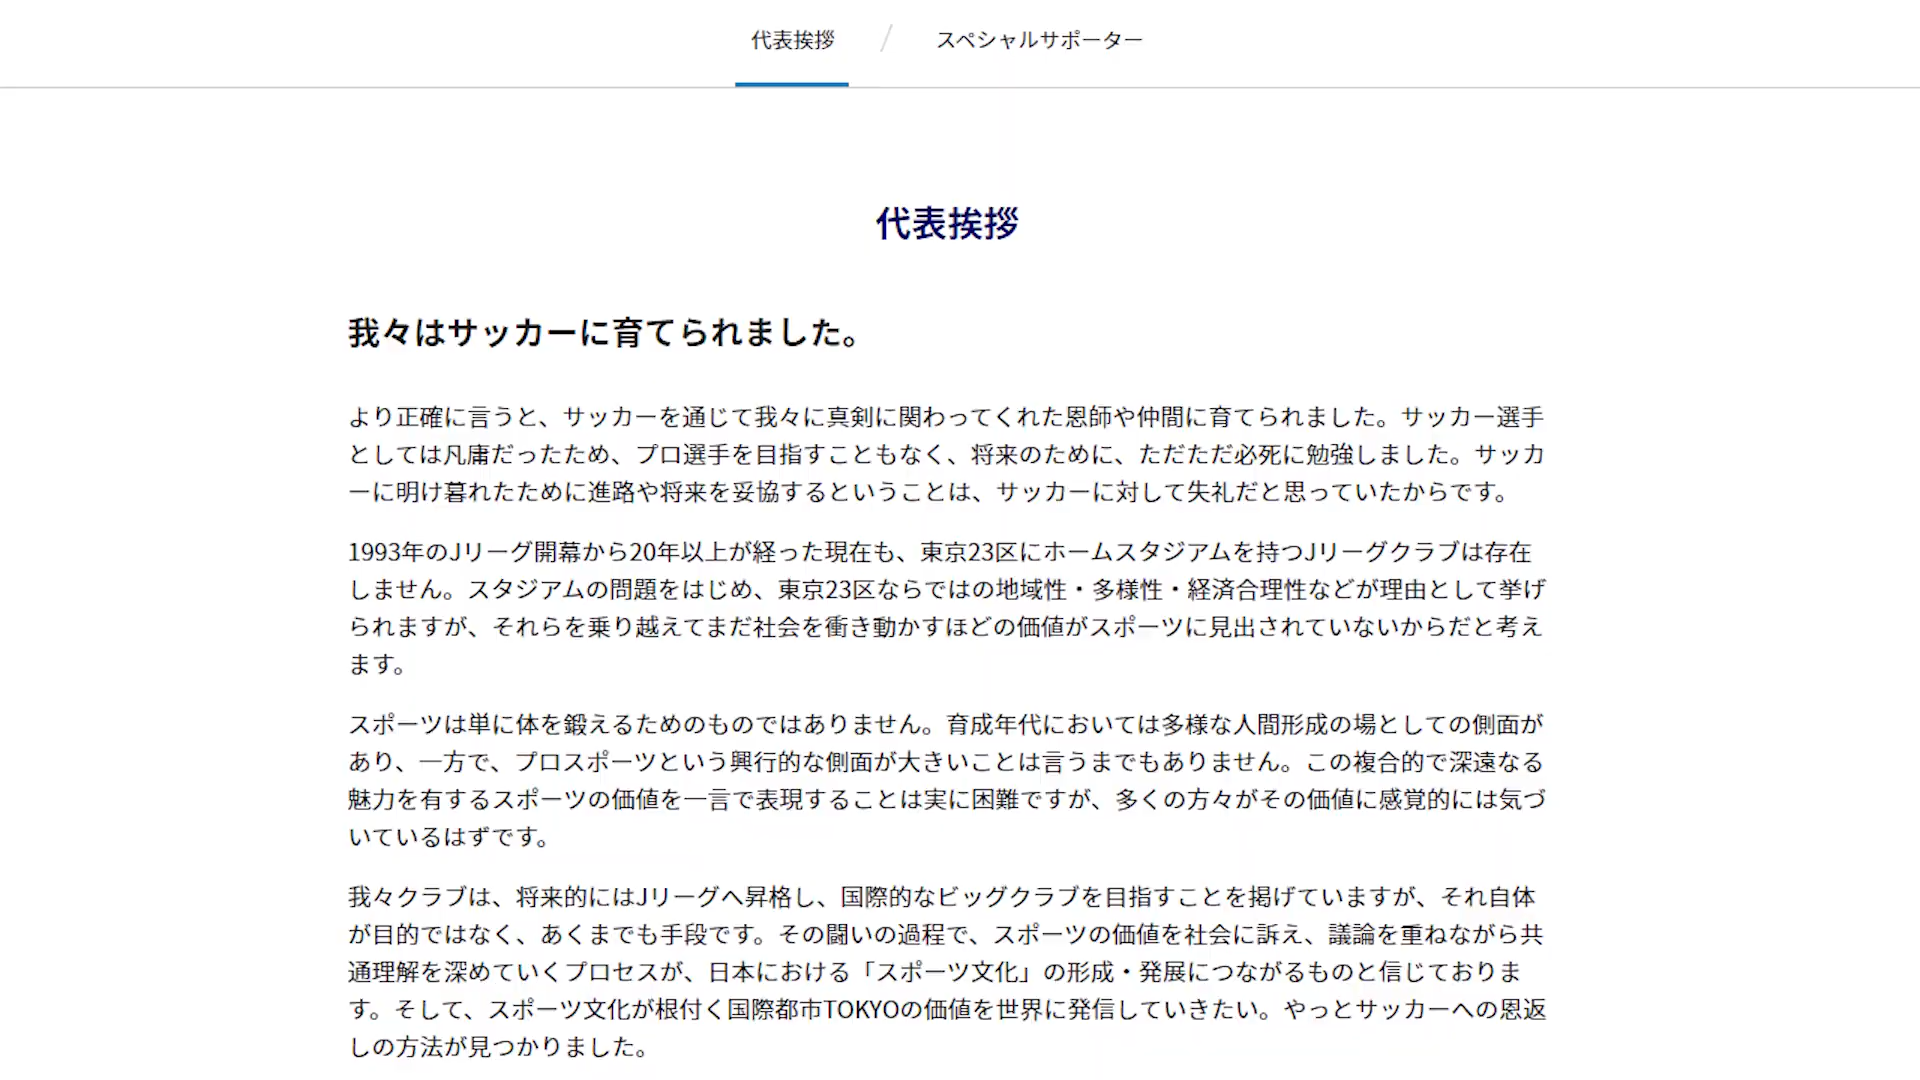 代表挨拶 / スペシャルサポーター
代表挨拶
我々はサッカーに育てられました。
より正確に言うと、サッカーを通じて我々に真剣に関わってくれた恩師や仲間に育てられました。サッカー選手
としては凡庸だったため、プロ選手を目指すこともなく、将来のために、ただただ必死に勉強しました。サッカ
ーに明け暮れたために進路や将来を妥協するということは、サッカーに対して失礼だと思っていたからです。
1993年のJリーグ開幕から20年以上が経った現在も、東京23区にホームスタジアムを持つJリーグクラブは存在
しません。スタジアムの問題をはじめ、東京23区ならではの地域性・多様性・経済合理性などが理由として挙げ
られますが、それらを乗り越えてまだ社会を衝き動かすほどの価値がスポーツに見出されていないからだと考え
ます。
スポーツは単に体を鍛えるためのものではありません。育成年代においては多様な人間形成の場としての側面が
あり、一方で、プロスポーツという興行的な側面が大きいことは言うまでもありません。この複合的で深遠なる
魅力を有するスポーツの価値を一言で表現することは実に困難ですが、多くの方々がその価値に感覚的には気づ
いているはずです。
我々クラブは、将来的にはJリーグへ昇格し、国際的なビッグクラブを目指すことを掲げていますが、それ自体
が目的ではなく、あくまでも手段です。その闘いの過程で、スポーツの価値を社会に訴え、議論を重ねながら共
通理解を深めていくプロセスが、日本における「スポーツ文化」の形成・発展につながるものと信じておりま
す。そして、スポーツ文化が根付く国際都市TOKYOの価値を世界に発信していきたい。やっとサッカーへの恩返
しの方法が見つかりました。